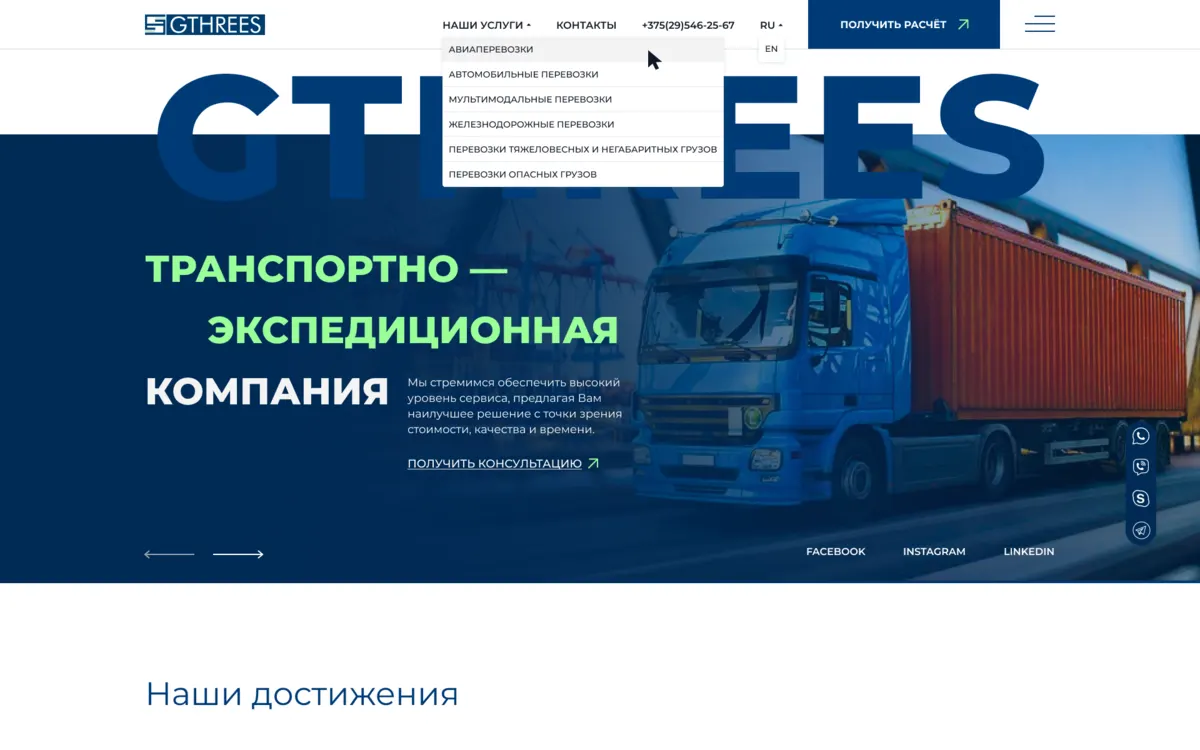 GTHREES
НАШИ УСЛУГИ
КОНТАКТЫ
+375(29)546-25-67
RU
ПОЛУЧИТЬ РАСЧЁТ
EN
АВИАПЕРЕВОЗКИ
АВТОМОБИЛЬНЫЕ ПЕРЕВОЗКИ
МУЛЬТИМОДАЛЬНЫЕ ПЕРЕВОЗКИ
ЖЕЛЕЗНОДОРОЖНЫЕ ПЕРЕВОЗКИ
ПЕРЕВОЗКИ ТЯЖЕЛОВЕСНЫХ И НЕГАБАРИТНЫХ ГРУЗОВ
ПЕРЕВОЗКИ ОПАСНЫХ ГРУЗОВ
GTHREES
ТРАНСПОРТНО —
ЭКСПЕДИЦИОННАЯ
КОМПАНИЯ
Мы стремимся обеспечить высокий
уровень сервиса, предлагая Вам
наилучшее решение с точки зрения
стоимости, качества и времени.
ПОЛУЧИТЬ КОНСУЛЬТАЦИЮ
FACEBOOK
INSTAGRAM
LINKEDIN
Наши достижения